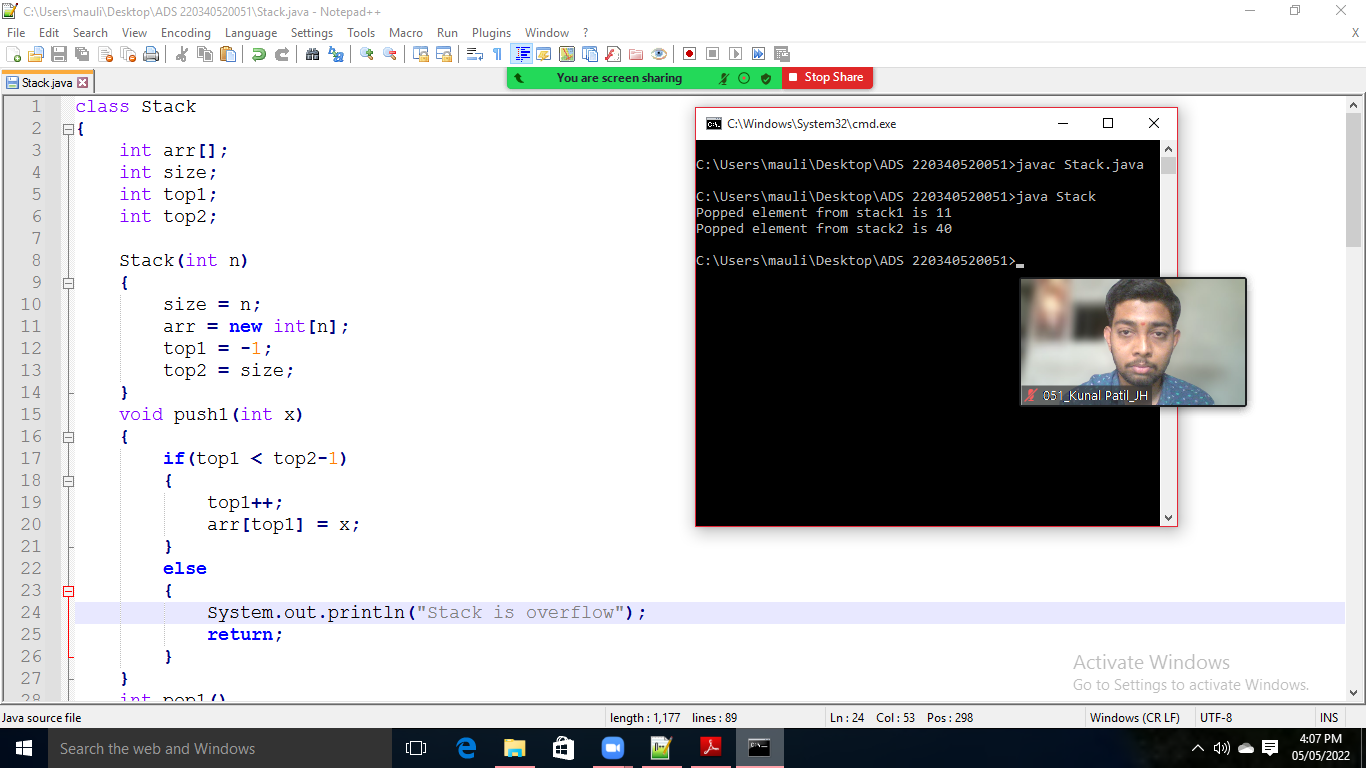 C:\Users\mauli\Desktop\ADS 220340520051\Stack.java - Notepad++
File Edit Search View Encoding Language Settings Tools Macro Run Plugins Window ? X
Stack.java
You are screen sharing Stop Share
1 class Stack
2 {
3 int arr[];
4 int size;
5 int top1;
6 int top2;
7
8 Stack(int n)
9 {
10 size = n;
11 arr = new int[n];
12 top1 = -1;
13 top2 = size;
14 }
15 void push1(int x)
16 {
17 if(top1 < top2-1)
18 {
19 top1++;
20 arr[top1] = x;
21 }
22 else
23 {
24 System.out.println("Stack is overflow");
25 return;
26 }
27 }
28 int pop1()
C:\Windows\System32\cmd.exe
C:\Users\mauli\Desktop\ADS 220340520051>javac Stack.java
C:\Users\mauli\Desktop\ADS 220340520051>java Stack
Popped element from stack1 is 11
Popped element from stack2 is 40
C:\Users\mauli\Desktop\ADS 220340520051>
051_Kunal Patil_JH
Activate Windows
Go to Settings to activate Windows.
Java source file length : 1,177 lines : 89 Ln : 24 Col : 53 Pos : 298 Windows (CR LF) UTF-8 INS
Search the web and Windows
4:07 PM
05/05/2022